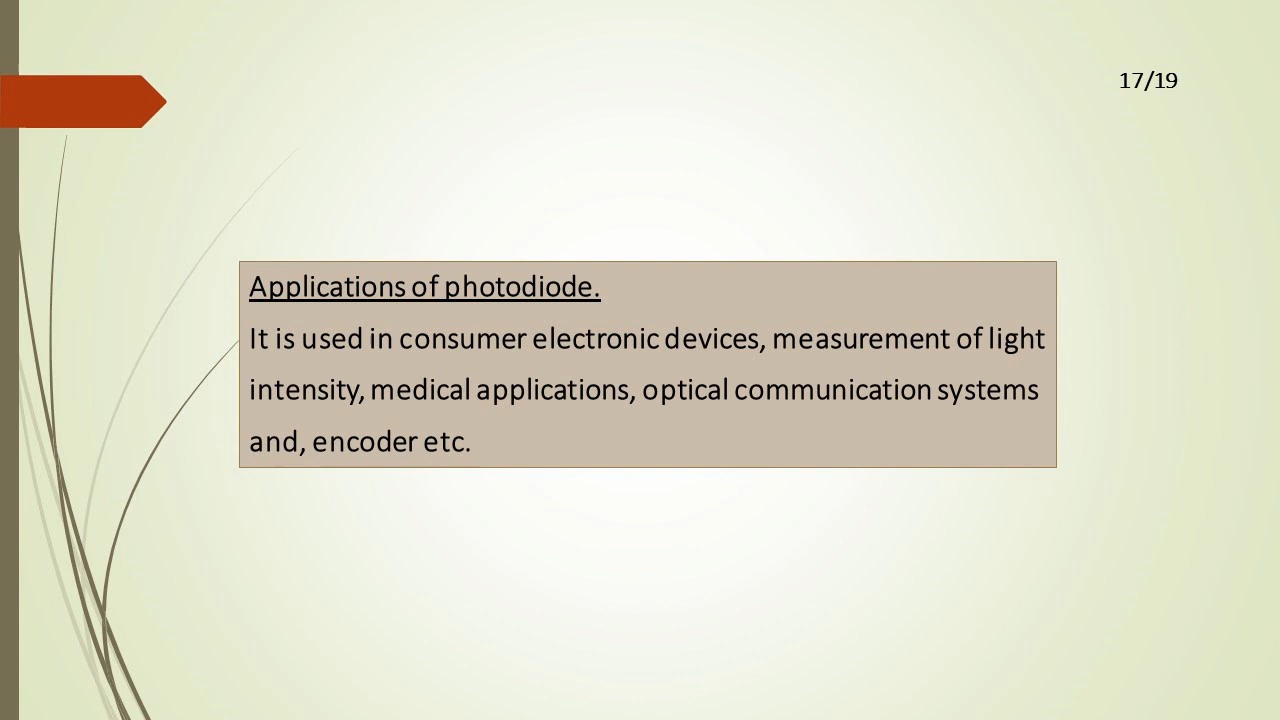 17/19
Applications of photodiode.
It is used in consumer electronic devices, measurement of light
intensity, medical applications, optical communication systems
and, encoder etc.